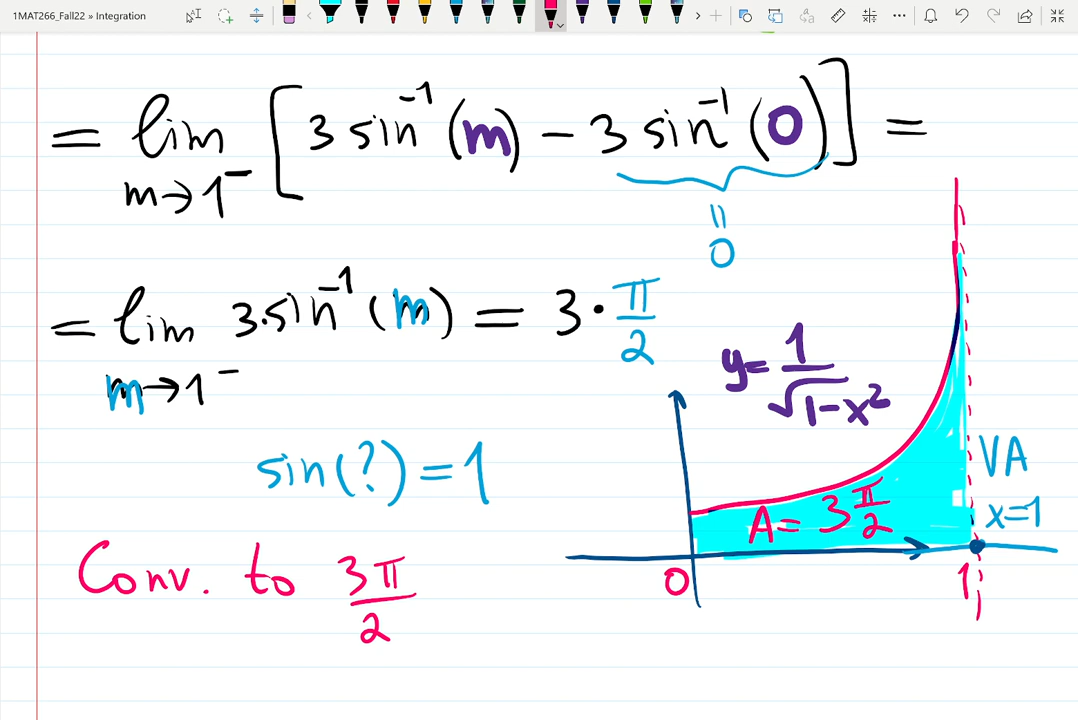 1MAT266_Fall22 » Integration
= lim m→1⁻ [3 sin⁻¹(m) − 3 sin⁻¹(0)] =
= 0
= lim m→1⁻ 3·sin⁻¹(m) = 3 · π/2
y = 1/√(1−x²)
sin(?) = 1
VA
x=1
A = 3 π/2
Conv. to 3π/2
0
1